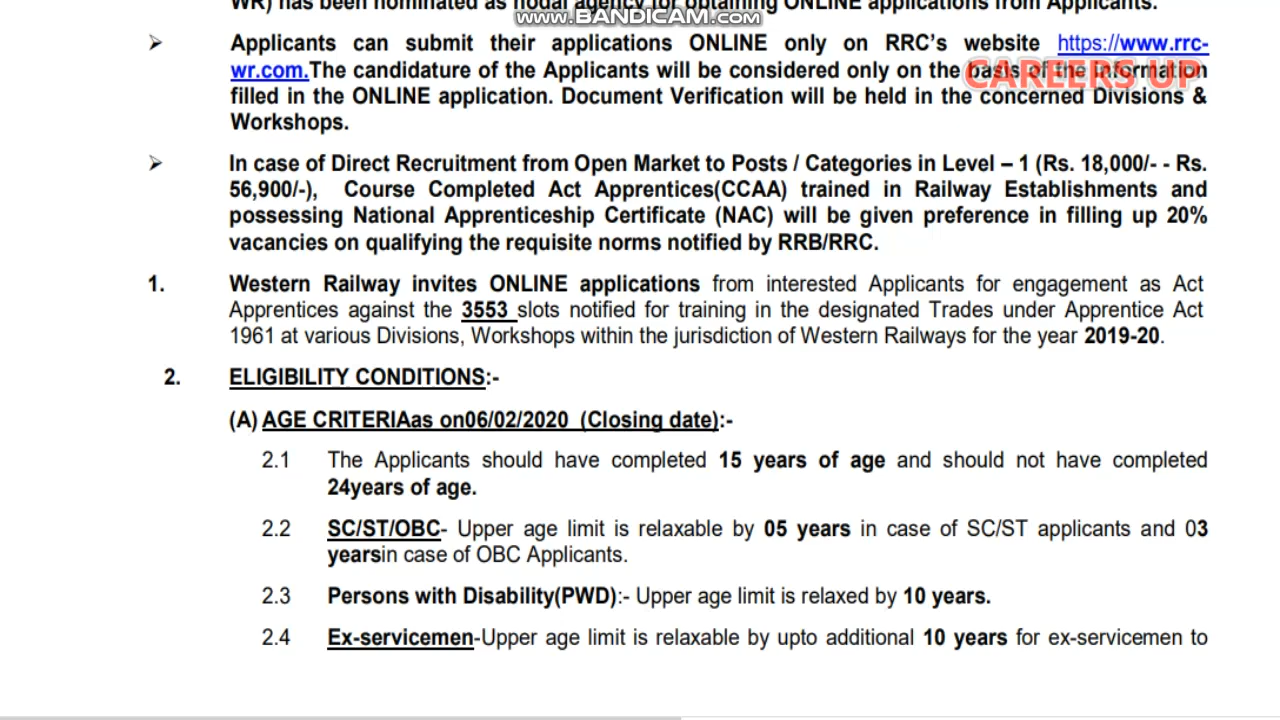 WR) has been nominated as nodal agency for obtaining ONLINE applications from Applicants.
www.BANDICAM.com
➢ Applicants can submit their applications ONLINE only on RRC's website https://www.rrc-
wr.com.The candidature of the Applicants will be considered only on the basis of the information
CAREERS UP
filled in the ONLINE application. Document Verification will be held in the concerned Divisions &
Workshops.
➢ In case of Direct Recruitment from Open Market to Posts / Categories in Level – 1 (Rs. 18,000/- - Rs.
56,900/-), Course Completed Act Apprentices(CCAA) trained in Railway Establishments and
possessing National Apprenticeship Certificate (NAC) will be given preference in filling up 20%
vacancies on qualifying the requisite norms notified by RRB/RRC.
1. Western Railway invites ONLINE applications from interested Applicants for engagement as Act
Apprentices against the 3553 slots notified for training in the designated Trades under Apprentice Act
1961 at various Divisions, Workshops within the jurisdiction of Western Railways for the year 2019-20.
2. ELIGIBILITY CONDITIONS:-
(A) AGE CRITERIAas on06/02/2020 (Closing date):-
2.1 The Applicants should have completed 15 years of age and should not have completed
24years of age.
2.2 SC/ST/OBC- Upper age limit is relaxable by 05 years in case of SC/ST applicants and 03
yearsin case of OBC Applicants.
2.3 Persons with Disability(PWD):- Upper age limit is relaxed by 10 years.
2.4 Ex-servicemen-Upper age limit is relaxable by upto additional 10 years for ex-servicemen to